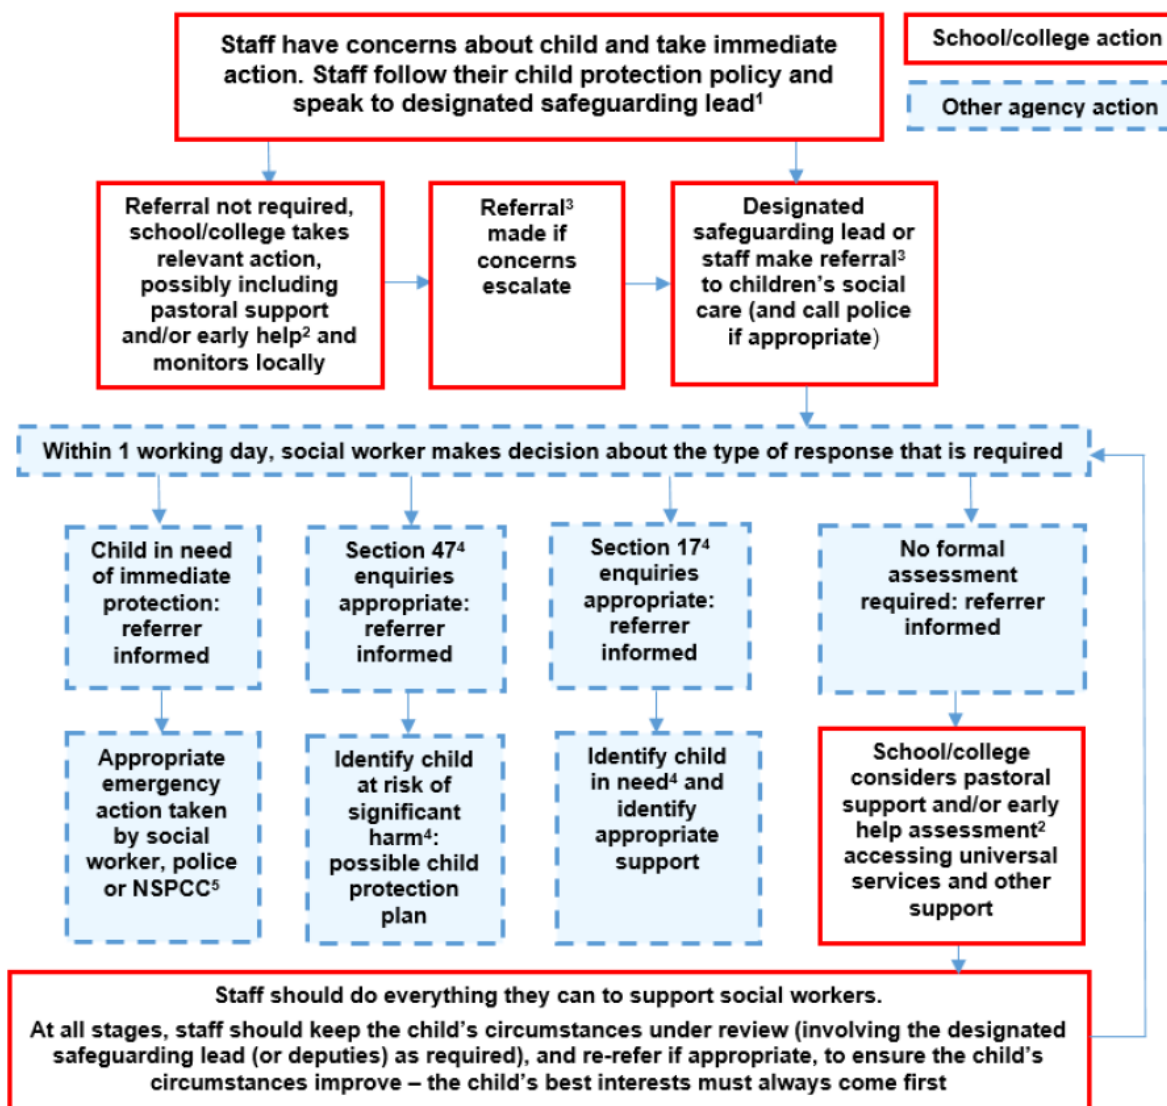 Staff have concerns about child and take immediate
action. Staff follow their child protection policy and
speak to designated safeguarding lead¹
School/college action
Other agency action
Referral not required,
school/college takes
relevant action,
possibly including
pastoral support
and/or early help² and
monitors locally
Referral³
made if
concerns
escalate
Designated
safeguarding lead or
staff make referral³
to children’s social
care (and call police
if appropriate)
Within 1 working day, social worker makes decision about the type of response that is required
Child in need
of immediate
protection:
referrer
informed
Section 47⁴
enquiries
appropriate:
referrer
informed
Section 17⁴
enquiries
appropriate:
referrer
informed
No formal
assessment
required: referrer
informed
Appropriate
emergency
action taken
by social
worker, police
or NSPCC⁵
Identify child
at risk of
significant
harm⁴:
possible child
protection
plan
Identify child
in need⁴ and
identify
appropriate
support
School/college
considers pastoral
support and/or early
help assessment²
accessing universal
services and other
support
Staff should do everything they can to support social workers.
At all stages, staff should keep the child’s circumstances under review (involving the designated
safeguarding lead (or deputies) as required), and re-refer if appropriate, to ensure the child’s
circumstances improve – the child’s best interests must always come first